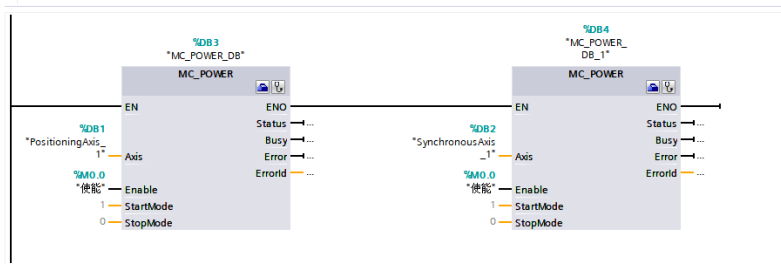 %DB3
"MC_POWER_DB"
MC_POWER
EN
ENO
Status
...
%DB1
"PositioningAxis_
1"
Axis
Busy
...
Error
...
ErrorId
...
%M0.0
"使能"
Enable
1
StartMode
0
StopMode
%DB4
"MC_POWER_
DB_1"
MC_POWER
EN
ENO
Status
...
%DB2
"SynchronousAxis
_1"
Axis
Busy
...
Error
...
ErrorId
...
%M0.0
"使能"
Enable
1
StartMode
0
StopMode